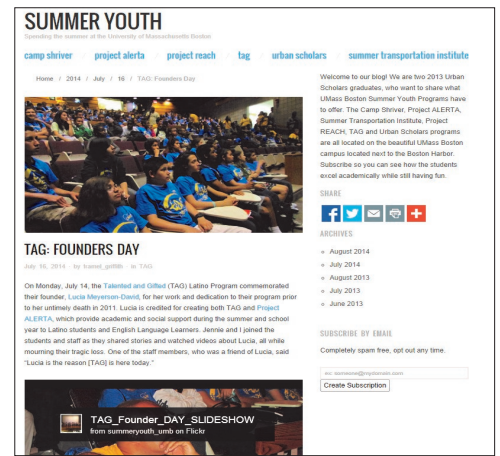 SUMMER YOUTH
Spending the summer at the University of Massachusetts Boston
camp shriver / project alerta / project reach / tag / urban scholars / summer transportation institute
Home / 2014 / July / 16 / TAG: Founders Day
TAG: FOUNDERS DAY
July 16, 2014 · by · in TAG.
On Monday, July 14, the Talented and Gifted (TAG) Latino Program commemorated
their founder, Lucia Meyerson-David, for her work and dedication to their program prior
to her untimely death in 2011. Lucia is credited for creating both TAG and Project
ALERTA, which provide academic and social support during the summer and school
year to Latino students and English Language Learners. Jennie and I joined the
students and staff as they shared stories and watched videos about Lucia, all while
mourning their tragic loss. One of the staff members, who was a friend of Lucia, said
“Lucia is the reason [TAG] is here today.”
TAG_Founder_DAY_SLIDESHOW
from summeryouth_umb on Flickr
Welcome to our blog! We are two 2013 Urban
Scholars graduates, who want to share what
UMass Boston Summer Youth Programs have
to offer. The Camp Shriver, Project ALERTA,
Summer Transportation Institute, Project
REACH, TAG and Urban Scholars programs
are all located on the beautiful UMass Boston
campus located next to the Boston Harbor.
Subscribe so you can see how the students
excel academically while still having fun.
SHARE
ARCHIVES
August 2014
July 2014
August 2013
July 2013
June 2013
SUBSCRIBE BY EMAIL
Completely spam free, opt out any time.
ex: someone@mydomain.com
Create Subscription